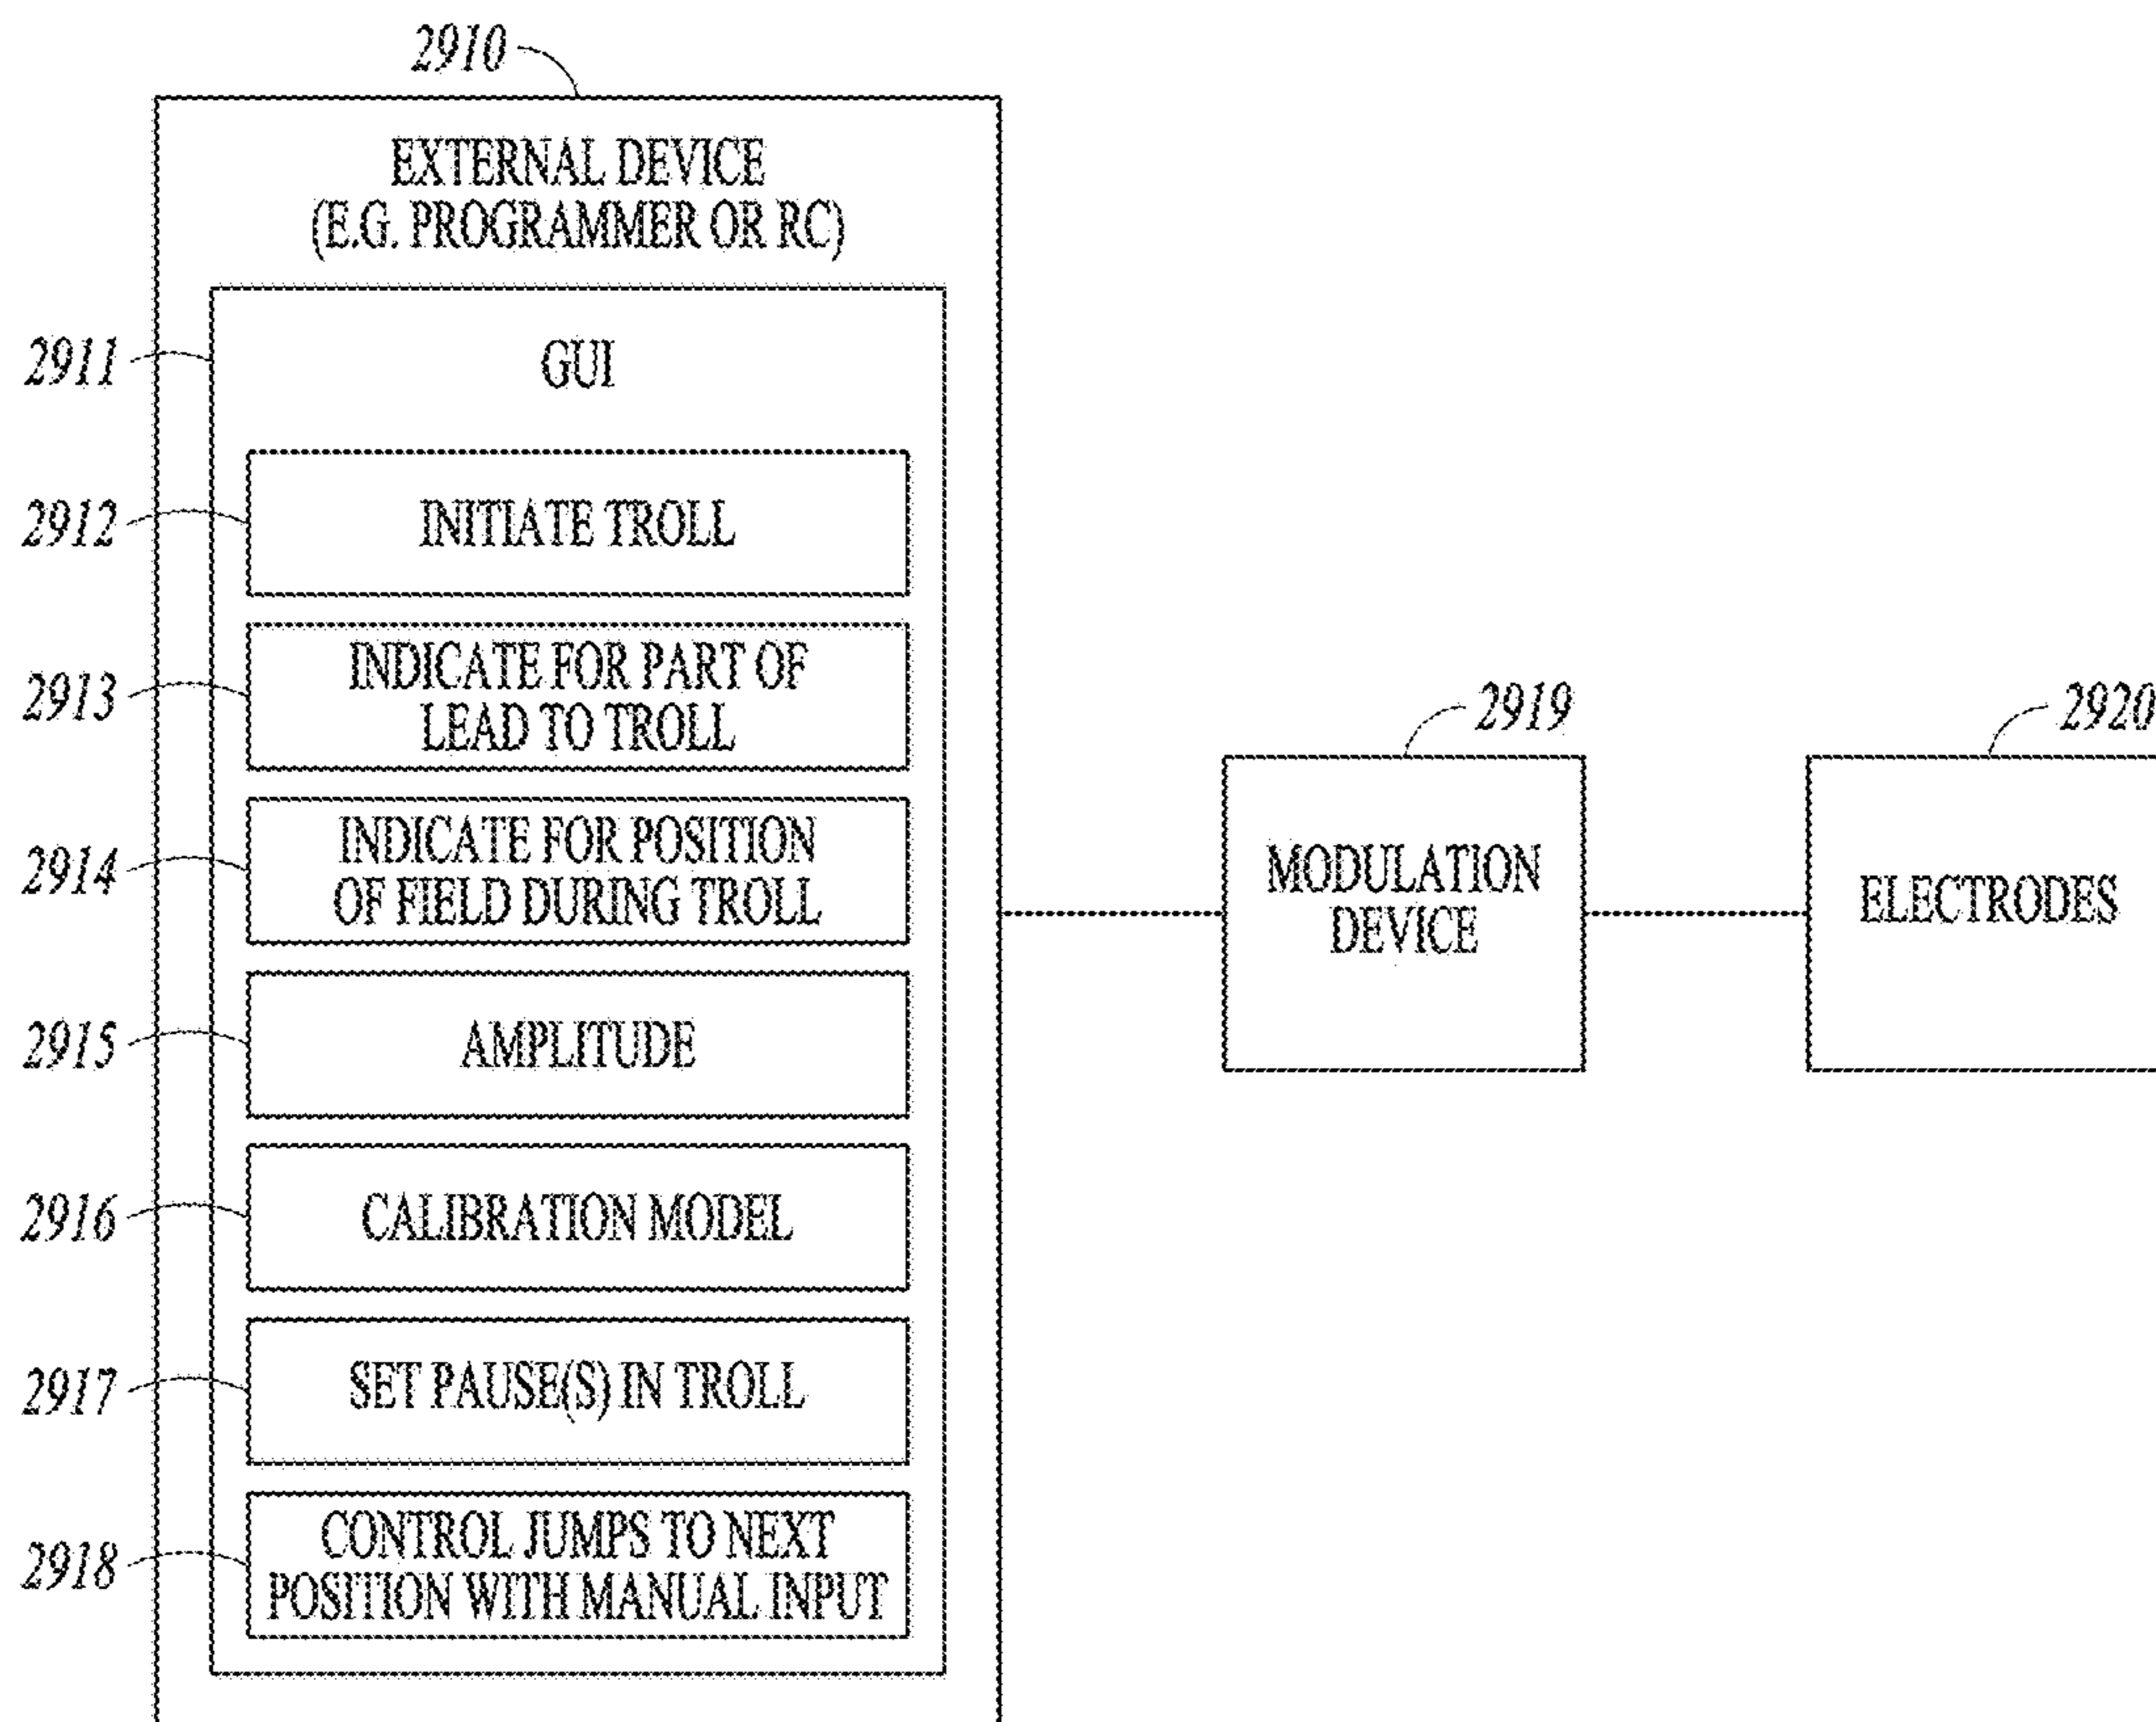 2910
EXTERNAL DEVICE
(E.G. PROGRAMMER OR RC)
2911
GUI
2912
INITIATE TROLL
2913
INDICATE FOR PART OF
LEAD TO TROLL
2914
INDICATE FOR POSITION
OF FIELD DURING TROLL
2915
AMPLITUDE
2916
CALIBRATION MODEL
2917
SET PAUSE(S) IN TROLL
2918
CONTROL JUMPS TO NEXT
POSITION WITH MANUAL INPUT
2919
MODULATION
DEVICE
2920
ELECTRODES